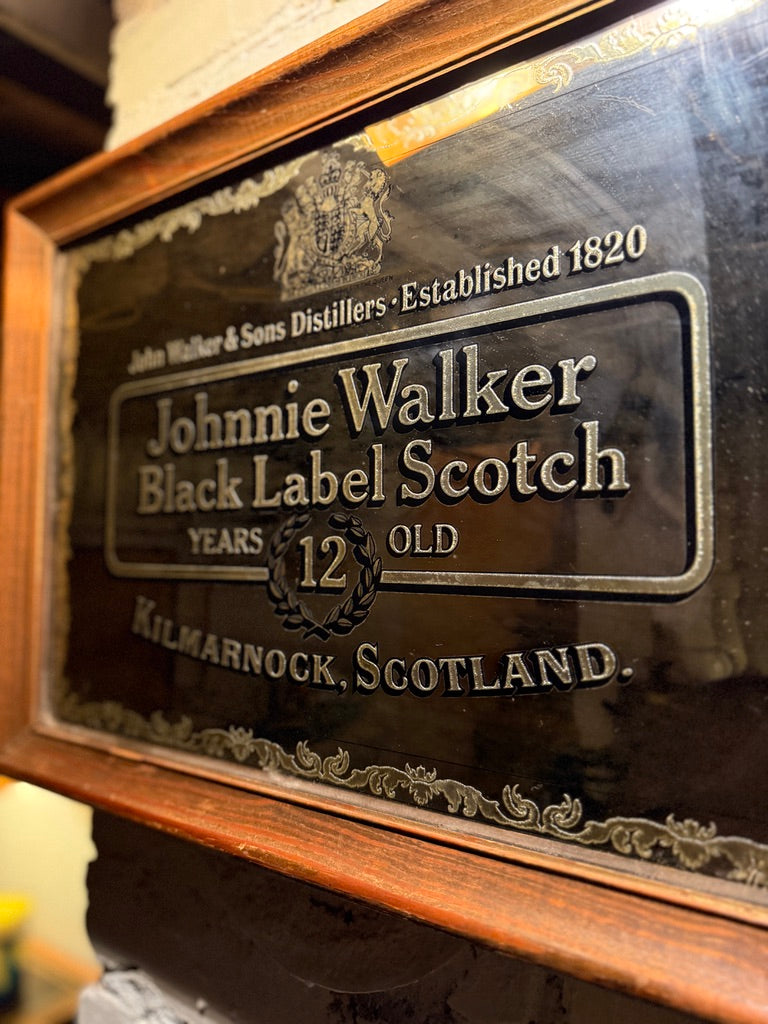 John Walker & Sons Distillers · Established 1820
Johnnie Walker
Black Label Scotch
YEARS 12 OLD
KILMARNOCK, SCOTLAND.